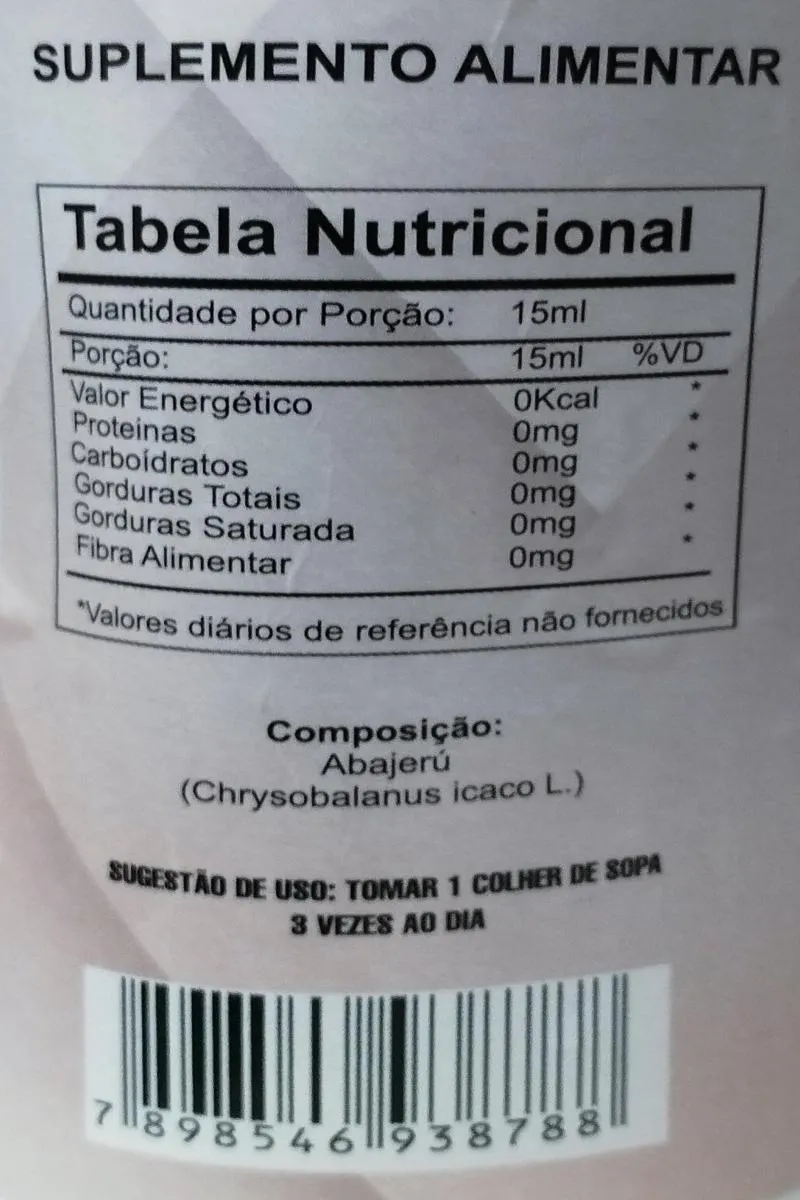 SUPLEMENTO ALIMENTAR
Tabela Nutricional
Quantidade por Porção: 15ml
Porção: 15ml %VD
Valor Energético 0Kcal *
Proteinas 0mg *
Carboídratos 0mg *
Gorduras Totais 0mg *
Gorduras Saturada 0mg *
Fibra Alimentar 0mg *
*Valores diários de referência não fornecidos
Composição:
Abajerú
(Chrysobalanus icaco L.)
SUGESTÃO DE USO: TOMAR 1 COLHER DE SOPA
3 VEZES AO DIA
7 898546 938788